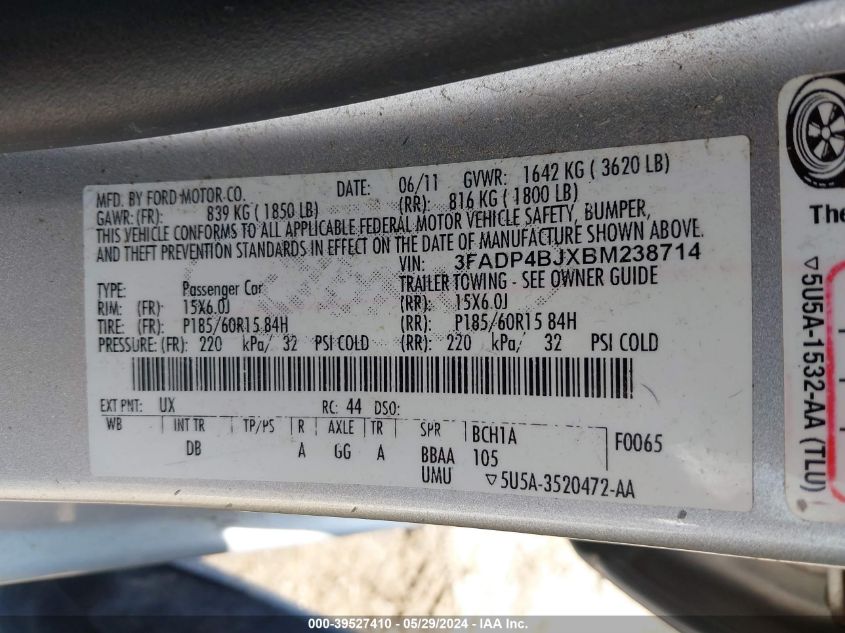 MFD. BY FORD MOTOR CO. DATE: 06/11 GVWR: 1642 KG ( 3620 LB)
GAWR: (FR) 839 KG ( 1850 LB) (RR): 816 KG ( 1800 LB)
THIS VEHICLE CONFORMS TO ALL APPLICABLE FEDERAL MOTOR VEHICLE SAFETY, BUMPER,
AND THEFT PREVENTION STANDARDS IN EFFECT ON THE DATE OF MANUFACTURE SHOWN ABOVE.
VIN: 3FADP4BJXBM238714
TYPE: Passenger Car TRAILER TOWING - SEE OWNER GUIDE
RIM: (FR) 15X6.0J (RR): 15X6.0J
TIRE: (FR) P185/60R15 84H (RR) P185/60R15 84H
PRESSURE: (FR) 220 kPa/ 32 PSI COLD (RR): 220 kPa/ 32 PSI COLD
EXT PNT: UX RC: 44 DSO:
WB INT TR TP/PS R AXLE TR SPR BCH1A F0065
DB A GG A BBAA 105
UMU ▽5U5A-3520472-AA
The
▽5U5A-1532-AA (TLU)
000-39527410 - 05/29/2024 - IAA Inc.